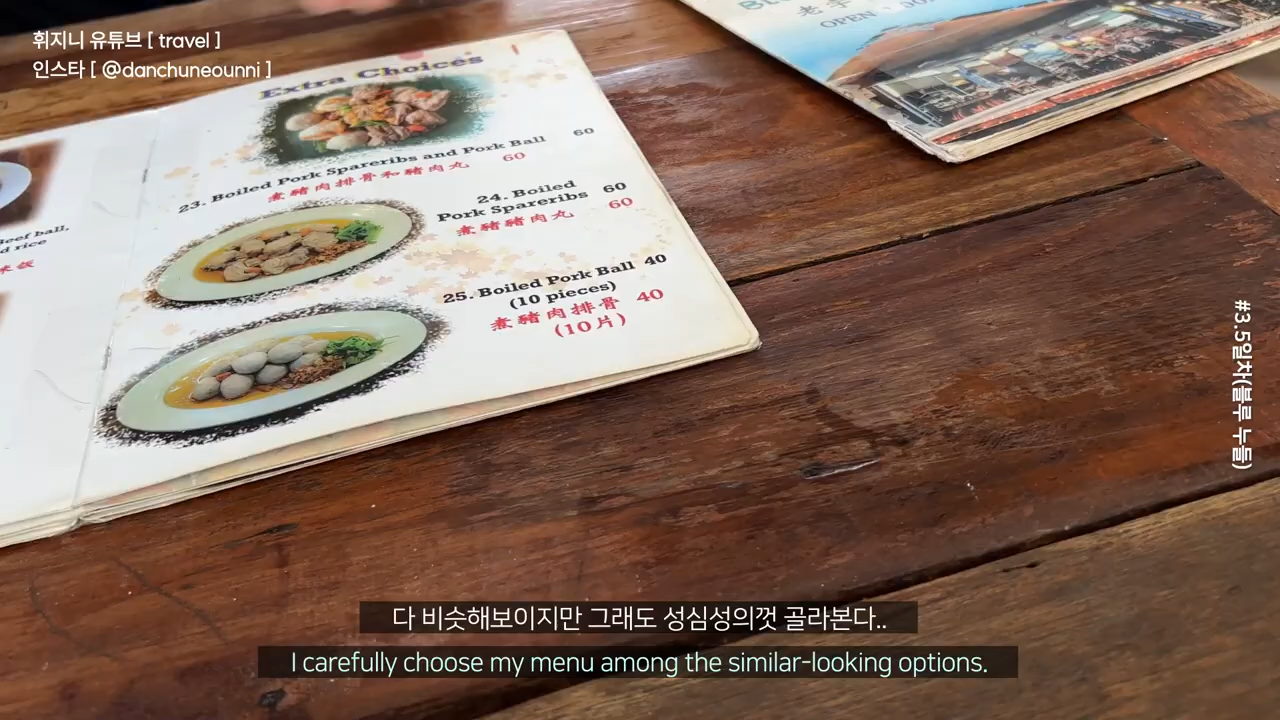 휘지니 유튜브 [ travel ]
인스타 [ @danchuneounni ]
OPEN
Extra Choices
23. Boiled Pork Spareribs and Pork Ball 60
煮豬肉排骨和豬肉丸 60
24. Boiled
Pork Spareribs 60
煮豬豬肉丸 60
25. Boiled Pork Ball 40
(10 pieces)
煮豬肉排骨 40
(10片)
Beef ball,
rice
#3.5일차(블루 누들)
다 비슷해보이지만 그래도 성심성의껏 골라본다..
I carefully choose my menu among the similar-looking options.